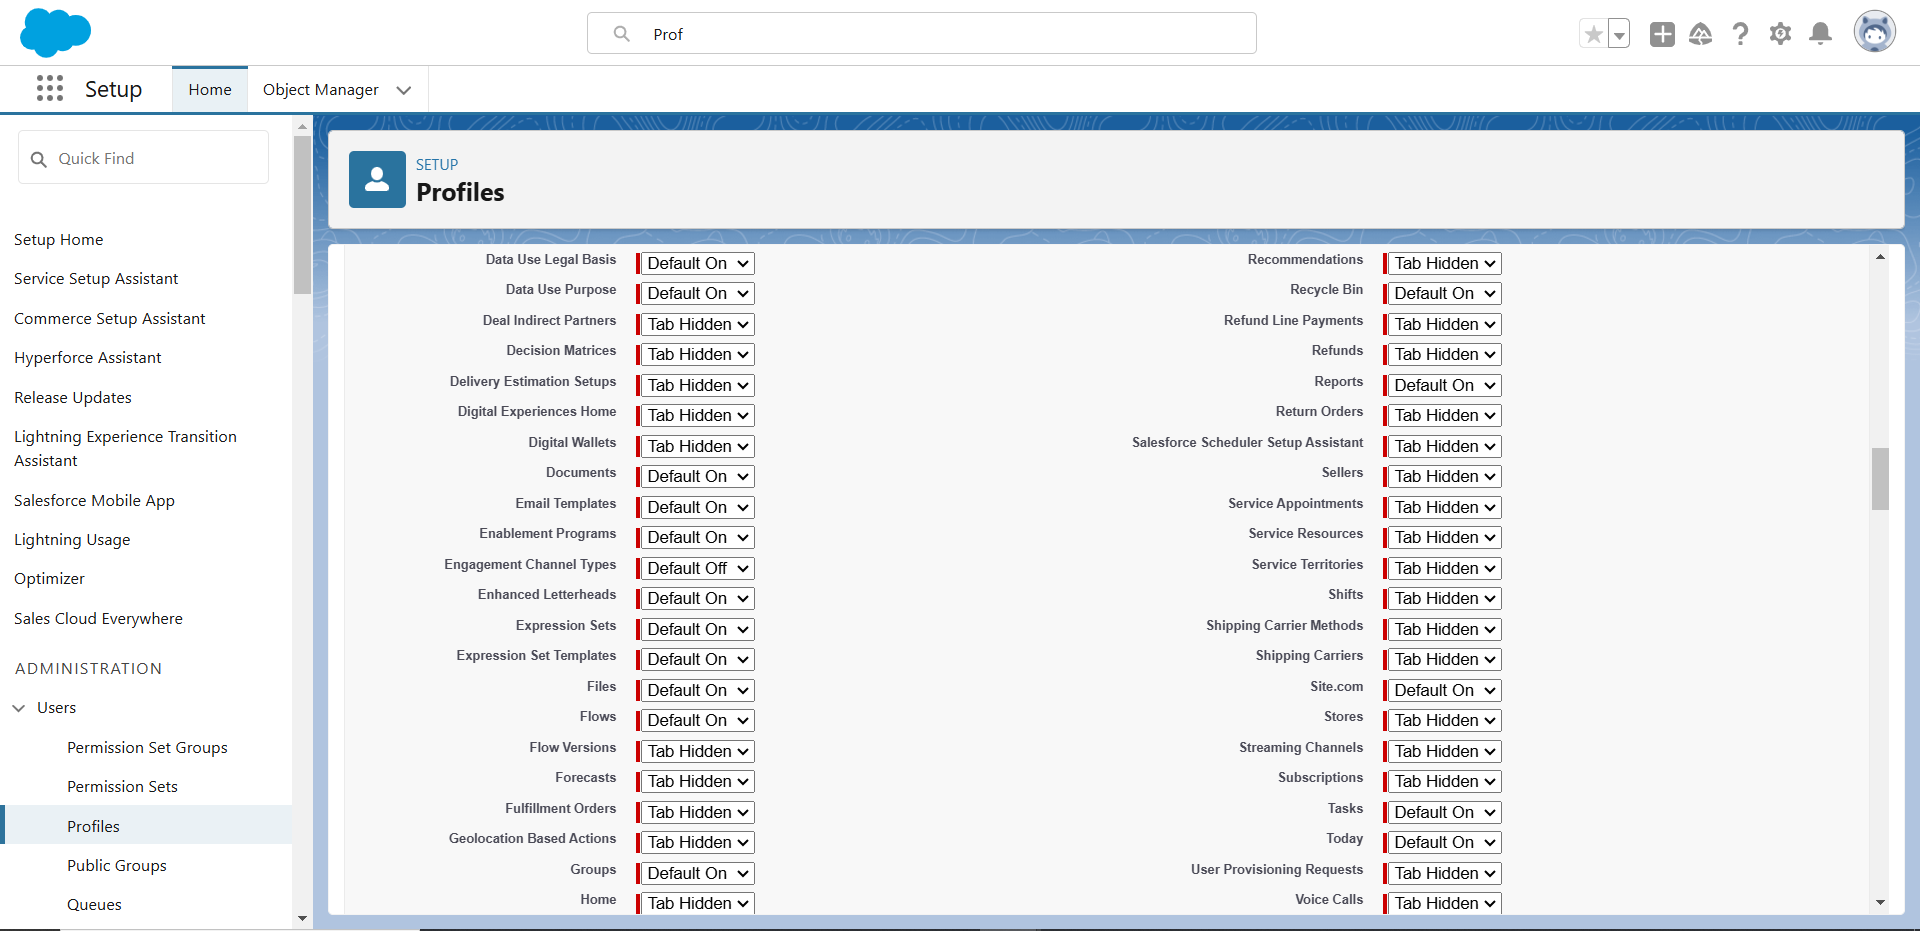 Prof
Setup
Home
Object Manager
Quick Find
Setup Home
Service Setup Assistant
Commerce Setup Assistant
Hyperforce Assistant
Release Updates
Lightning Experience Transition
Assistant
Salesforce Mobile App
Lightning Usage
Optimizer
Sales Cloud Everywhere
ADMINISTRATION
Users
Permission Set Groups
Permission Sets
Profiles
Public Groups
Queues
SETUP
Profiles
Data Use Legal Basis Default On
Data Use Purpose Default On
Deal Indirect Partners Tab Hidden
Decision Matrices Tab Hidden
Delivery Estimation Setups Tab Hidden
Digital Experiences Home Tab Hidden
Digital Wallets Tab Hidden
Documents Default On
Email Templates Default On
Enablement Programs Default On
Engagement Channel Types Default Off
Enhanced Letterheads Default On
Expression Sets Default On
Expression Set Templates Default On
Files Default On
Flows Default On
Flow Versions Tab Hidden
Forecasts Tab Hidden
Fulfillment Orders Tab Hidden
Geolocation Based Actions Tab Hidden
Groups Default On
Home Tab Hidden
Recommendations Tab Hidden
Recycle Bin Default On
Refund Line Payments Tab Hidden
Refunds Tab Hidden
Reports Default On
Return Orders Tab Hidden
Salesforce Scheduler Setup Assistant Tab Hidden
Sellers Tab Hidden
Service Appointments Tab Hidden
Service Resources Tab Hidden
Service Territories Tab Hidden
Shifts Tab Hidden
Shipping Carrier Methods Tab Hidden
Shipping Carriers Tab Hidden
Site.com Default On
Stores Tab Hidden
Streaming Channels Tab Hidden
Subscriptions Tab Hidden
Tasks Default On
Today Default On
User Provisioning Requests Tab Hidden
Voice Calls Tab Hidden